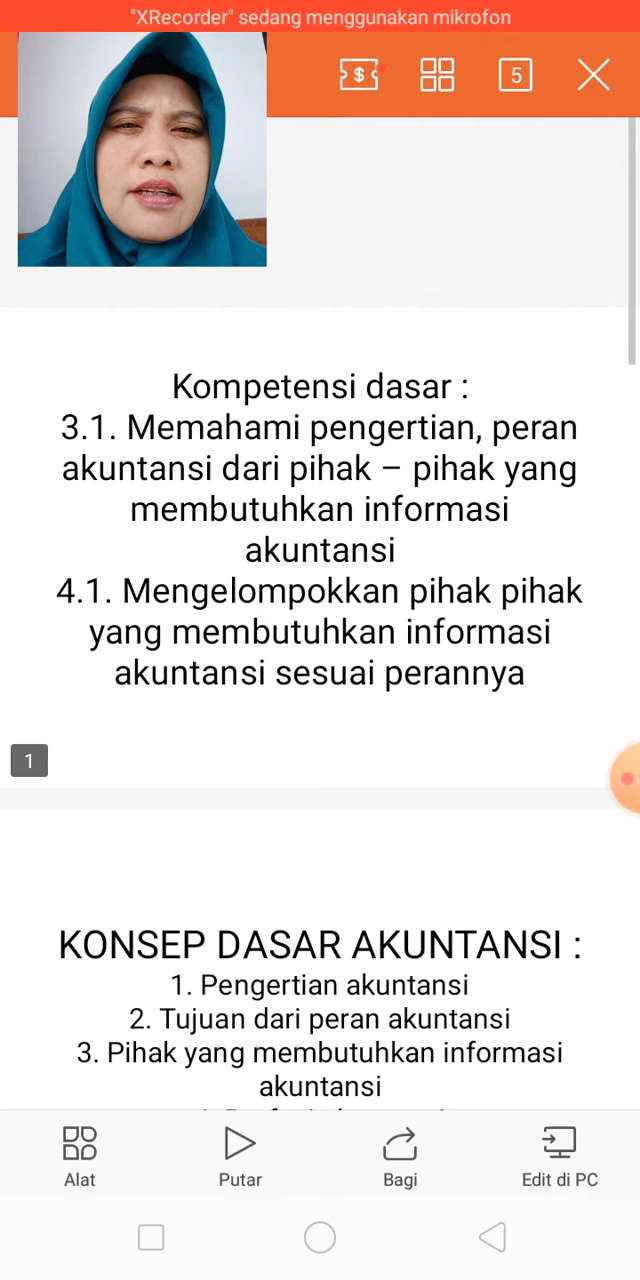 "XRecorder" sedang menggunakan mikrofon
$
5
Kompetensi dasar :
3.1. Memahami pengertian, peran
akuntansi dari pihak – pihak yang
membutuhkan informasi
akuntansi
4.1. Mengelompokkan pihak pihak
yang membutuhkan informasi
akuntansi sesuai perannya
1
KONSEP DASAR AKUNTANSI :
1. Pengertian akuntansi
2. Tujuan dari peran akuntansi
3. Pihak yang membutuhkan informasi
akuntansi
Alat
Putar
Bagi
Edit di PC